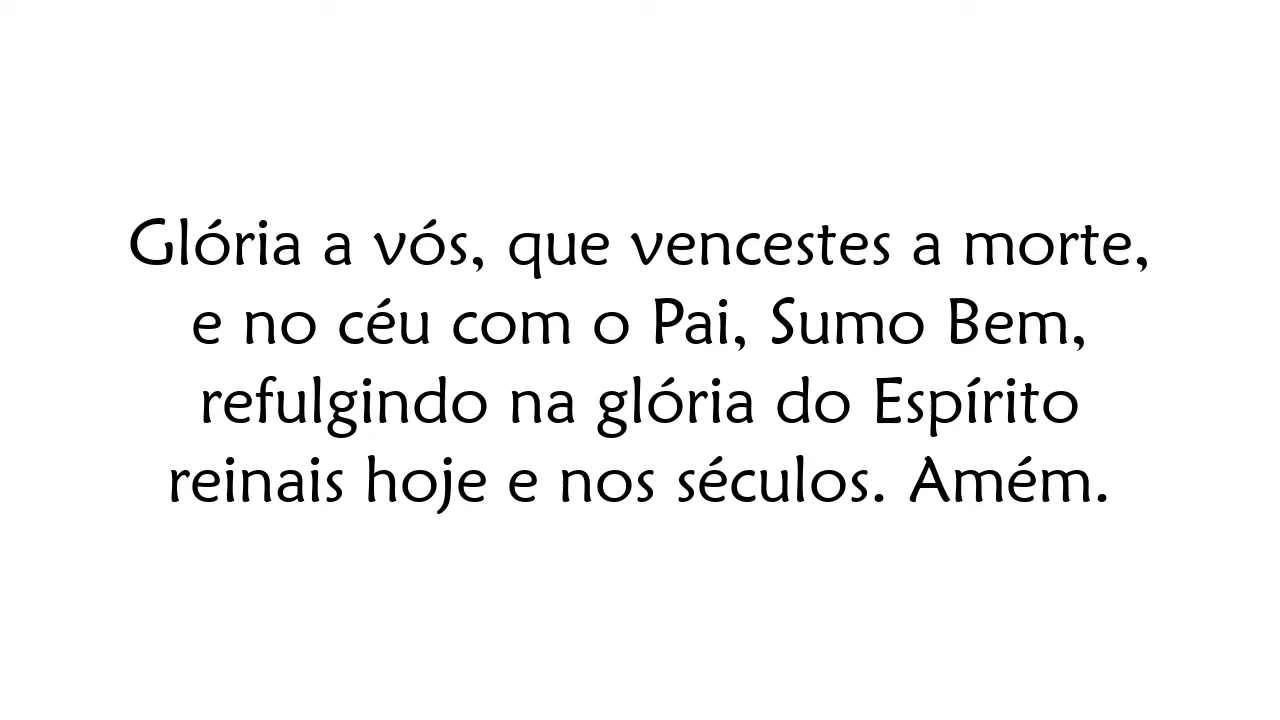 Glória a vós, que vencestes a morte,
e no céu com o Pai, Sumo Bem,
refulgindo na glória do Espírito
reinais hoje e nos séculos. Amém.